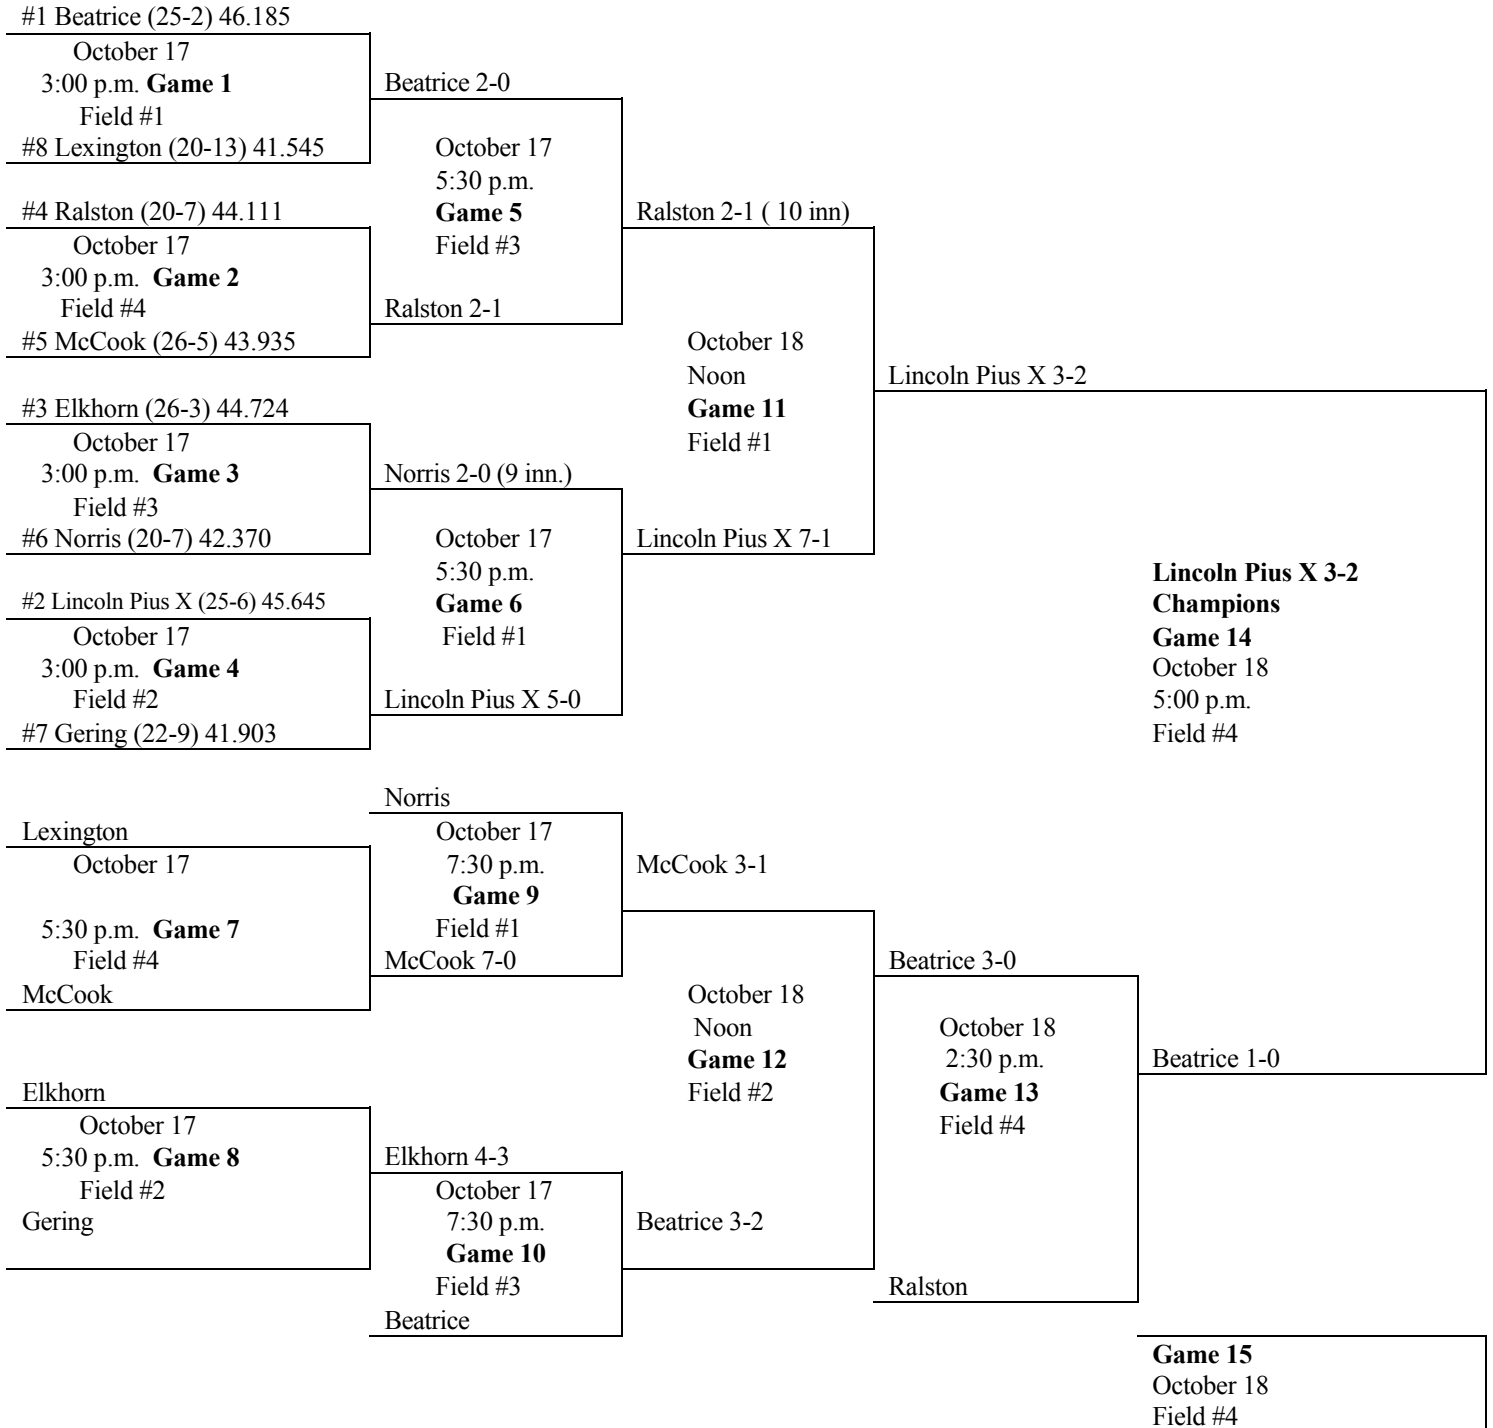 #1 Beatrice (25-2) 46.185
October 17
3:00 p.m. Game 1
Field #1
#8 Lexington (20-13) 41.545
#4 Ralston (20-7) 44.111
October 17
3:00 p.m. Game 2
Field #4
#5 McCook (26-5) 43.935
#3 Elkhorn (26-3) 44.724
October 17
3:00 p.m. Game 3
Field #3
#6 Norris (20-7) 42.370
#2 Lincoln Pius X (25-6) 45.645
October 17
3:00 p.m. Game 4
Field #2
#7 Gering (22-9) 41.903
Beatrice 2-0
October 17
5:30 p.m.
Game 5
Field #3
Ralston 2-1
Norris 2-0 (9 inn.)
October 17
5:30 p.m.
Game 6
Field #1
Lincoln Pius X 5-0
Ralston 2-1 ( 10 inn)
October 18
Noon
Game 11
Field #1
Lincoln Pius X 7-1
Lincoln Pius X 3-2
Lincoln Pius X 3-2
Champions
Game 14
October 18
5:00 p.m.
Field #4
Lexington
October 17
5:30 p.m. Game 7
Field #4
McCook
Elkhorn
October 17
5:30 p.m. Game 8
Field #2
Gering
Norris
October 17
7:30 p.m.
Game 9
Field #1
McCook 7-0
Elkhorn 4-3
October 17
7:30 p.m.
Game 10
Field #3
Beatrice
McCook 3-1
October 18
Noon
Game 12
Field #2
Beatrice 3-2
Beatrice 3-0
October 18
2:30 p.m.
Game 13
Field #4
Ralston
Beatrice 1-0
Game 15
October 18
Field #4